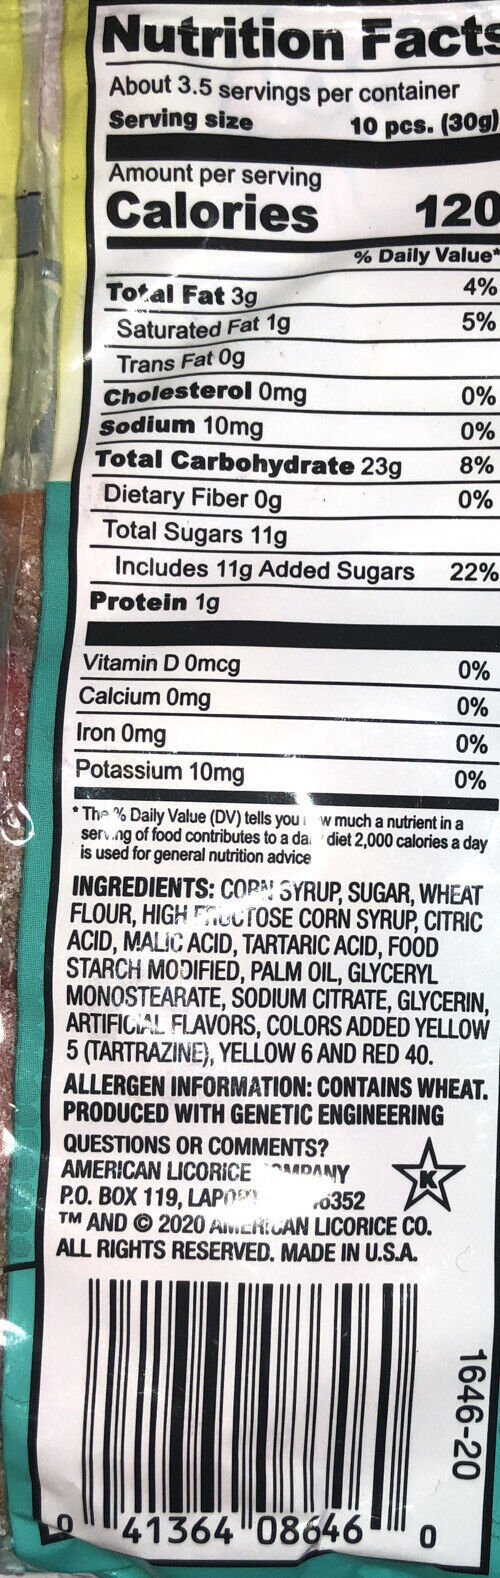 Nutrition Facts
About 3.5 servings per container
Serving size 10 pcs. (30g)
Amount per serving
Calories 120
% Daily Value*
Total Fat 3g 4%
Saturated Fat 1g 5%
Trans Fat 0g
Cholesterol 0mg 0%
Sodium 10mg 0%
Total Carbohydrate 23g 8%
Dietary Fiber 0g 0%
Total Sugars 11g
Includes 11g Added Sugars 22%
Protein 1g
Vitamin D 0mcg 0%
Calcium 0mg 0%
Iron 0mg 0%
Potassium 10mg 0%
* The % Daily Value (DV) tells you much a nutrient in a
serving of food contributes to a diet 2,000 calories a day
is used for general nutrition advice
INGREDIENTS: CORN SYRUP, SUGAR, WHEAT
FLOUR, HIGH FRUCTOSE CORN SYRUP, CITRIC
ACID, MALIC ACID, TARTARIC ACID, FOOD
STARCH MODIFIED, PALM OIL, GLYCERYL
MONOSTEARATE, SODIUM CITRATE, GLYCERIN,
ARTIFICIAL FLAVORS, COLORS ADDED YELLOW
5 (TARTRAZINE), YELLOW 6 AND RED 40.
ALLERGEN INFORMATION: CONTAINS WHEAT.
PRODUCED WITH GENETIC ENGINEERING
QUESTIONS OR COMMENTS?
AMERICAN LICORICE COMPANY
K
P.O. BOX 119,
TM AND © 2020 AMERICAN LICORICE CO.
ALL RIGHTS RESERVED. MADE IN U.S.A.
1646-20
0 41364 08646 0